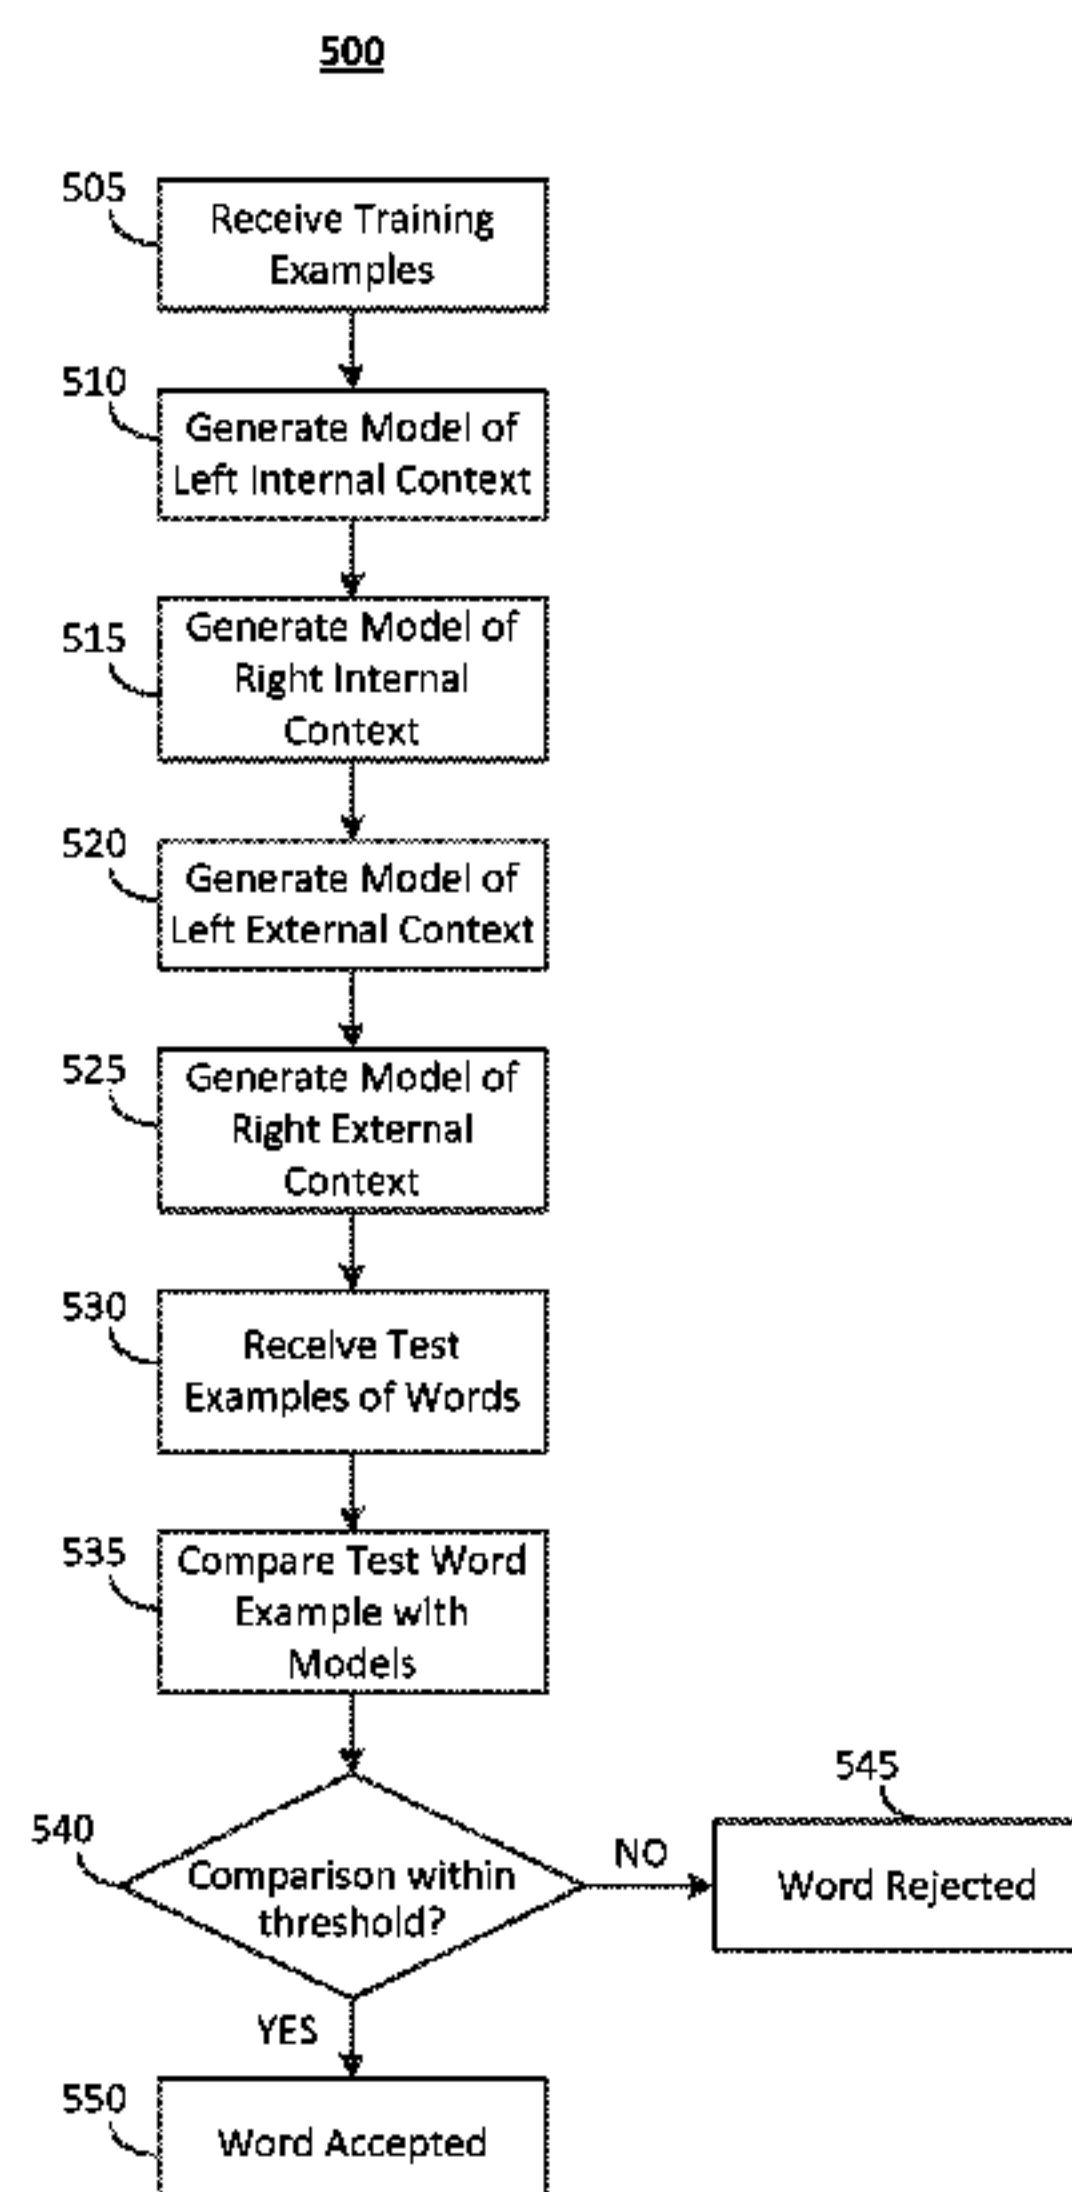 500
505
Receive Training
Examples
510
Generate Model of
Left Internal Context
515
Generate Model of
Right Internal
Context
520
Generate Model of
Left External Context
525
Generate Model of
Right External
Context
530
Receive Test
Examples of Words
535
Compare Test Word
Example with
Models
540
Comparison within
threshold?
NO
545
Word Rejected
YES
550
Word Accepted